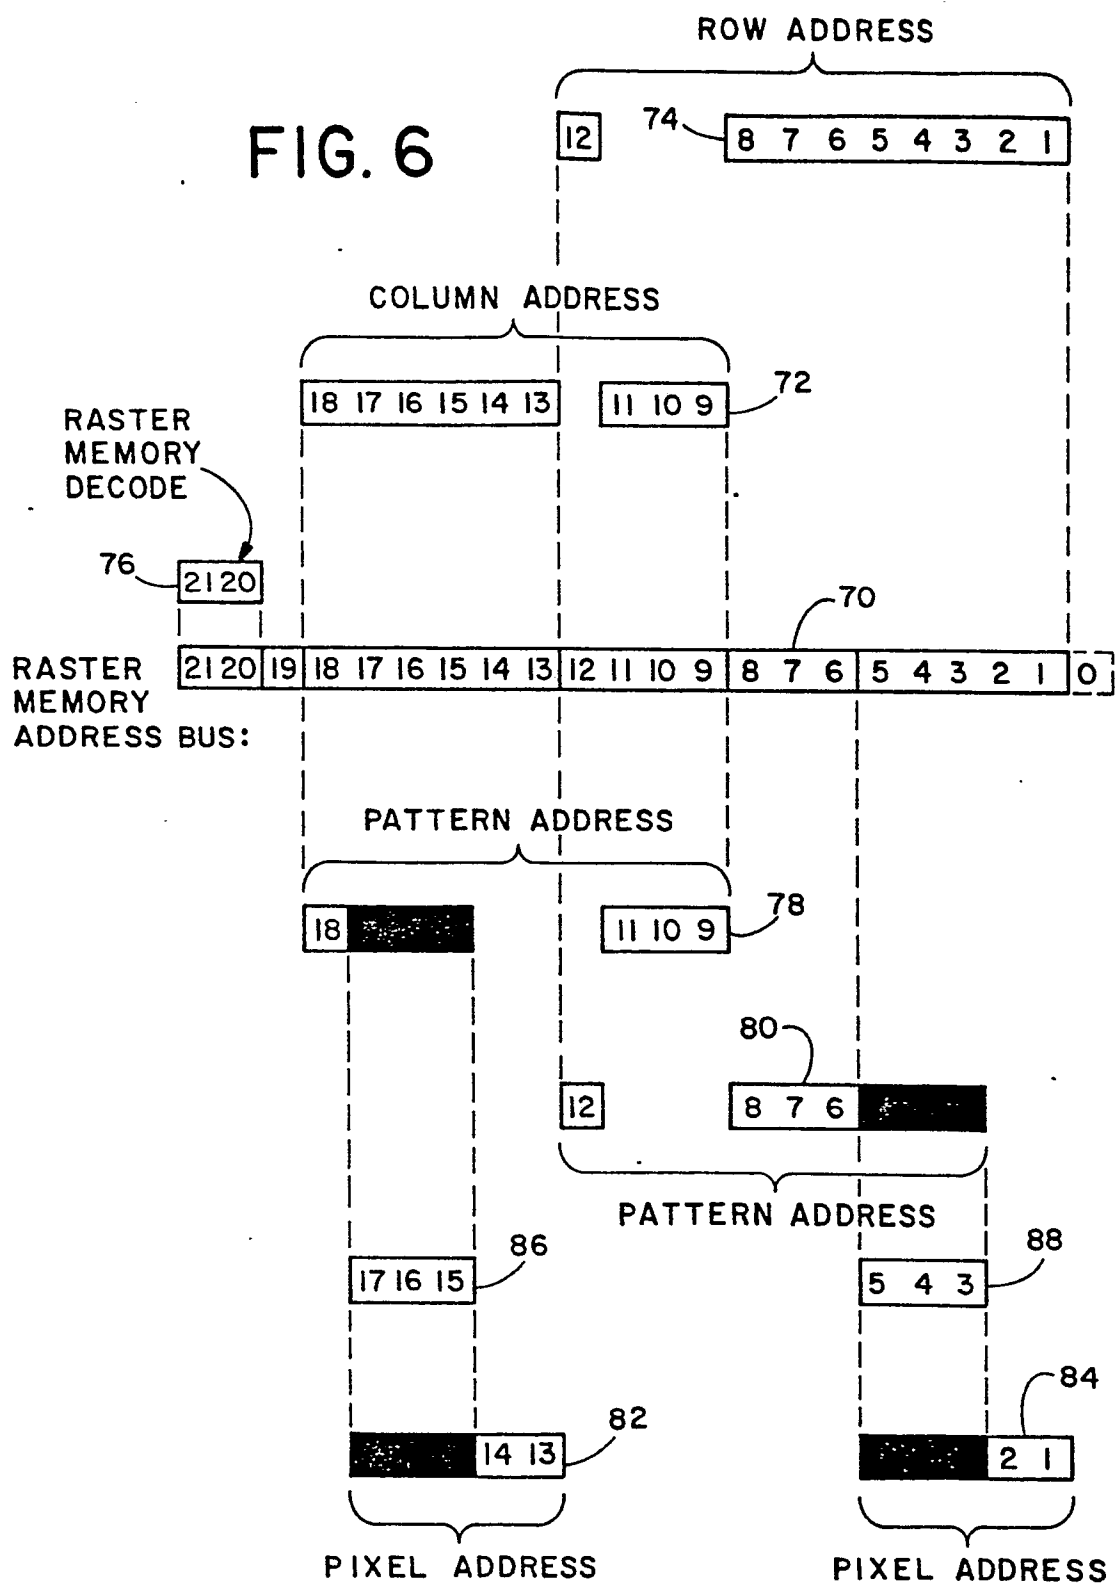 ROW ADDRESS
FIG. 6
12
74
8 7 6 5 4 3 2 1
COLUMN ADDRESS
18 17 16 15 14 13
11 10 9
72
RASTER
MEMORY
DECODE
76
21 20
70
RASTER
MEMORY
ADDRESS BUS:
21 20 19 18 17 16 15 14 13 12 11 10 9 8 7 6 5 4 3 2 1 0
PATTERN ADDRESS
18
11 10 9
78
80
12
8 7 6
PATTERN ADDRESS
17 16 15
86
5 4 3
88
14 13
82
2 1
84
PIXEL ADDRESS
PIXEL ADDRESS